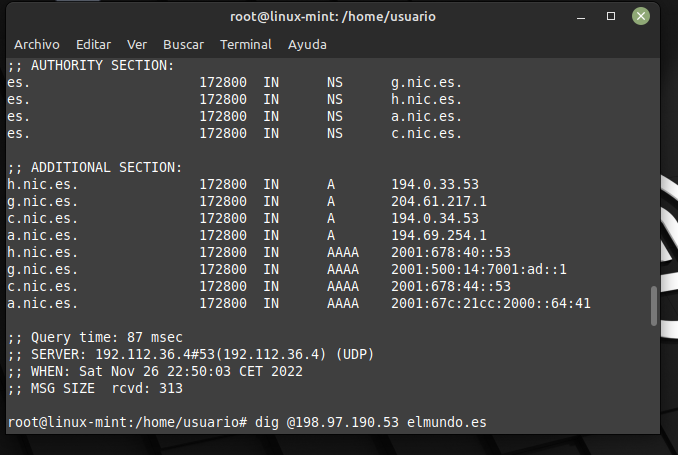 root@linux-mint: /home/usuario
Archivo Editar Ver Buscar Terminal Ayuda
;; AUTHORITY SECTION:
es. 172800 IN NS g.nic.es.
es. 172800 IN NS h.nic.es.
es. 172800 IN NS a.nic.es.
es. 172800 IN NS c.nic.es.
;; ADDITIONAL SECTION:
h.nic.es. 172800 IN A 194.0.33.53
g.nic.es. 172800 IN A 204.61.217.1
c.nic.es. 172800 IN A 194.0.34.53
a.nic.es. 172800 IN A 194.69.254.1
h.nic.es. 172800 IN AAAA 2001:678:40::53
g.nic.es. 172800 IN AAAA 2001:500:14:7001:ad::1
c.nic.es. 172800 IN AAAA 2001:678:44::53
a.nic.es. 172800 IN AAAA 2001:67c:21cc:2000::64:41
;; Query time: 87 msec
;; SERVER: 192.112.36.4#53(192.112.36.4) (UDP)
;; WHEN: Sat Nov 26 22:50:03 CET 2022
;; MSG SIZE rcvd: 313
root@linux-mint:/home/usuario# dig @198.97.190.53 elmundo.es